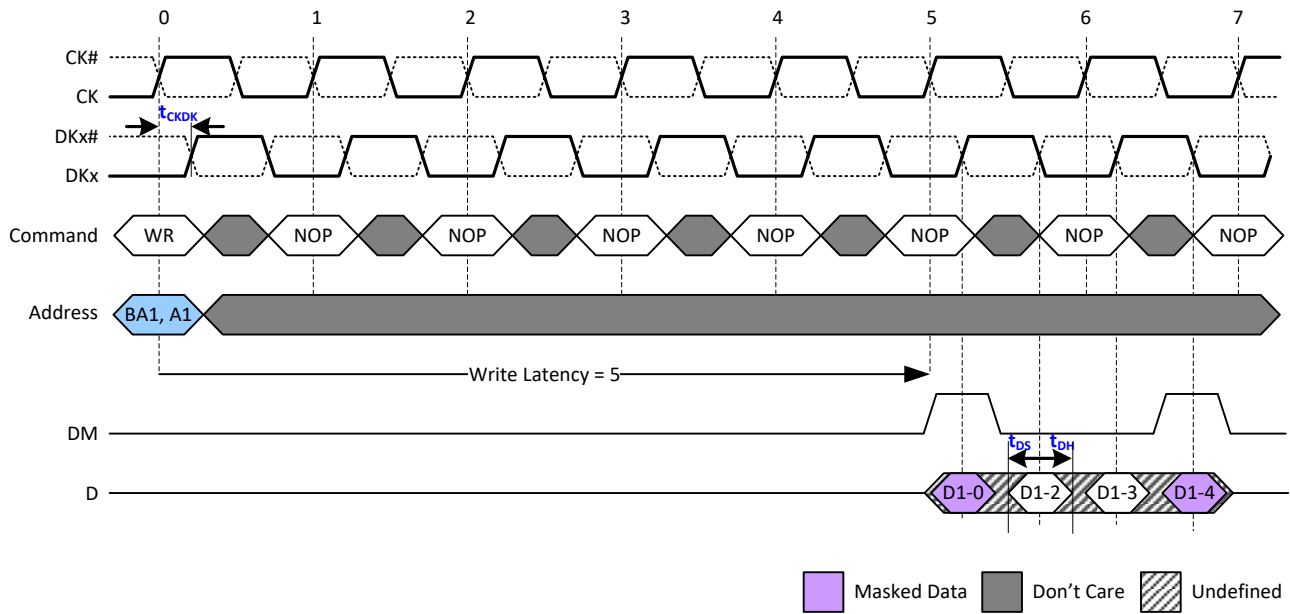 0 1 2 3 4 5 6 7
CK#
CK
tCKDK
DKx#
DKx
Command WR NOP NOP NOP NOP NOP NOP NOP
Address BA1, A1
Write Latency = 5
DM
tDS tDH
D D1-0 D1-2 D1-3 D1-4
Masked Data Don't Care Undefined